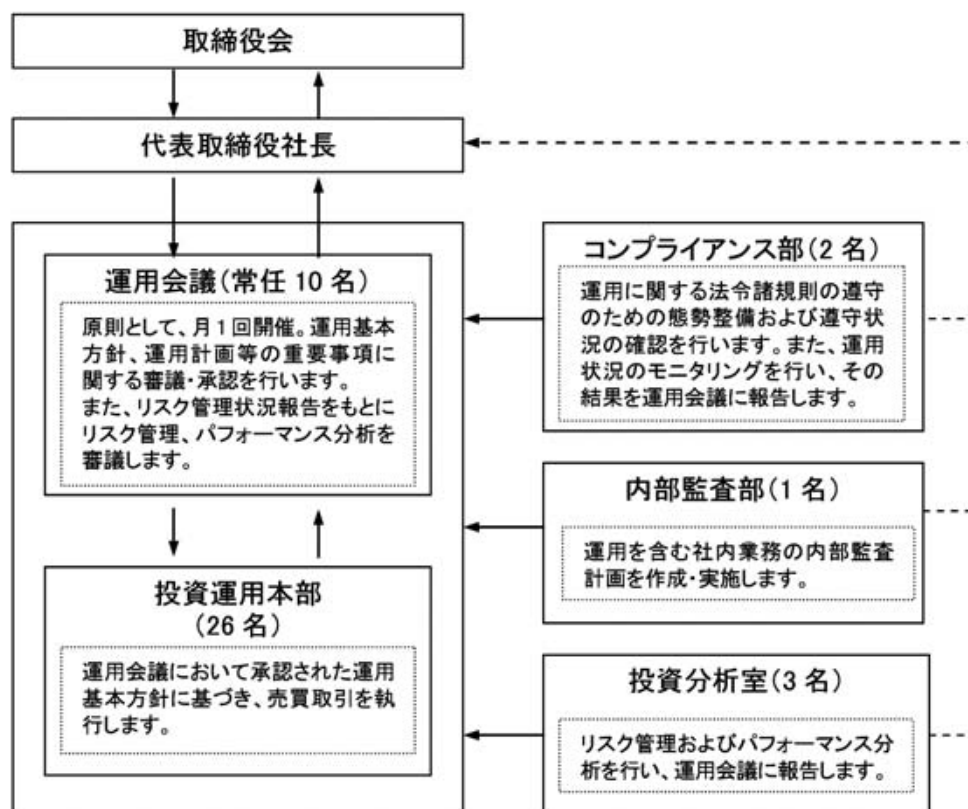 取締役会
代表取締役社長
運用会議(常任 10 名)
原則として、月１回開催。運用基本
方針、運用計画等の重要事項に
関する審議・承認を行います。
また、リスク管理状況報告をもとに
リスク管理、パフォーマンス分析を
審議します。
投資運用本部
(26 名)
運用会議において承認された運用
基本方針に基づき、売買取引を執
行します。
コンプライアンス部(2 名)
運用に関する法令諸規則の遵守
のための態勢整備および遵守状
況の確認を行います。また、運用
状況のモニタリングを行い、その
結果を運用会議に報告します。
内部監査部(1 名)
運用を含む社内業務の内部監査
計画を作成・実施します。
投資分析室(3 名)
リスク管理およびパフォーマンス分
析を行い、運用会議に報告します。